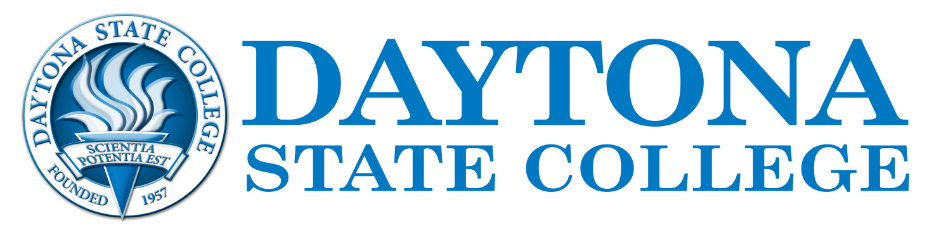 DAYTONA STATE COLLEGE
SCIENTIA
POTENTIA EST
FOUNDED 1957
DAYTONA
STATE COLLEGE